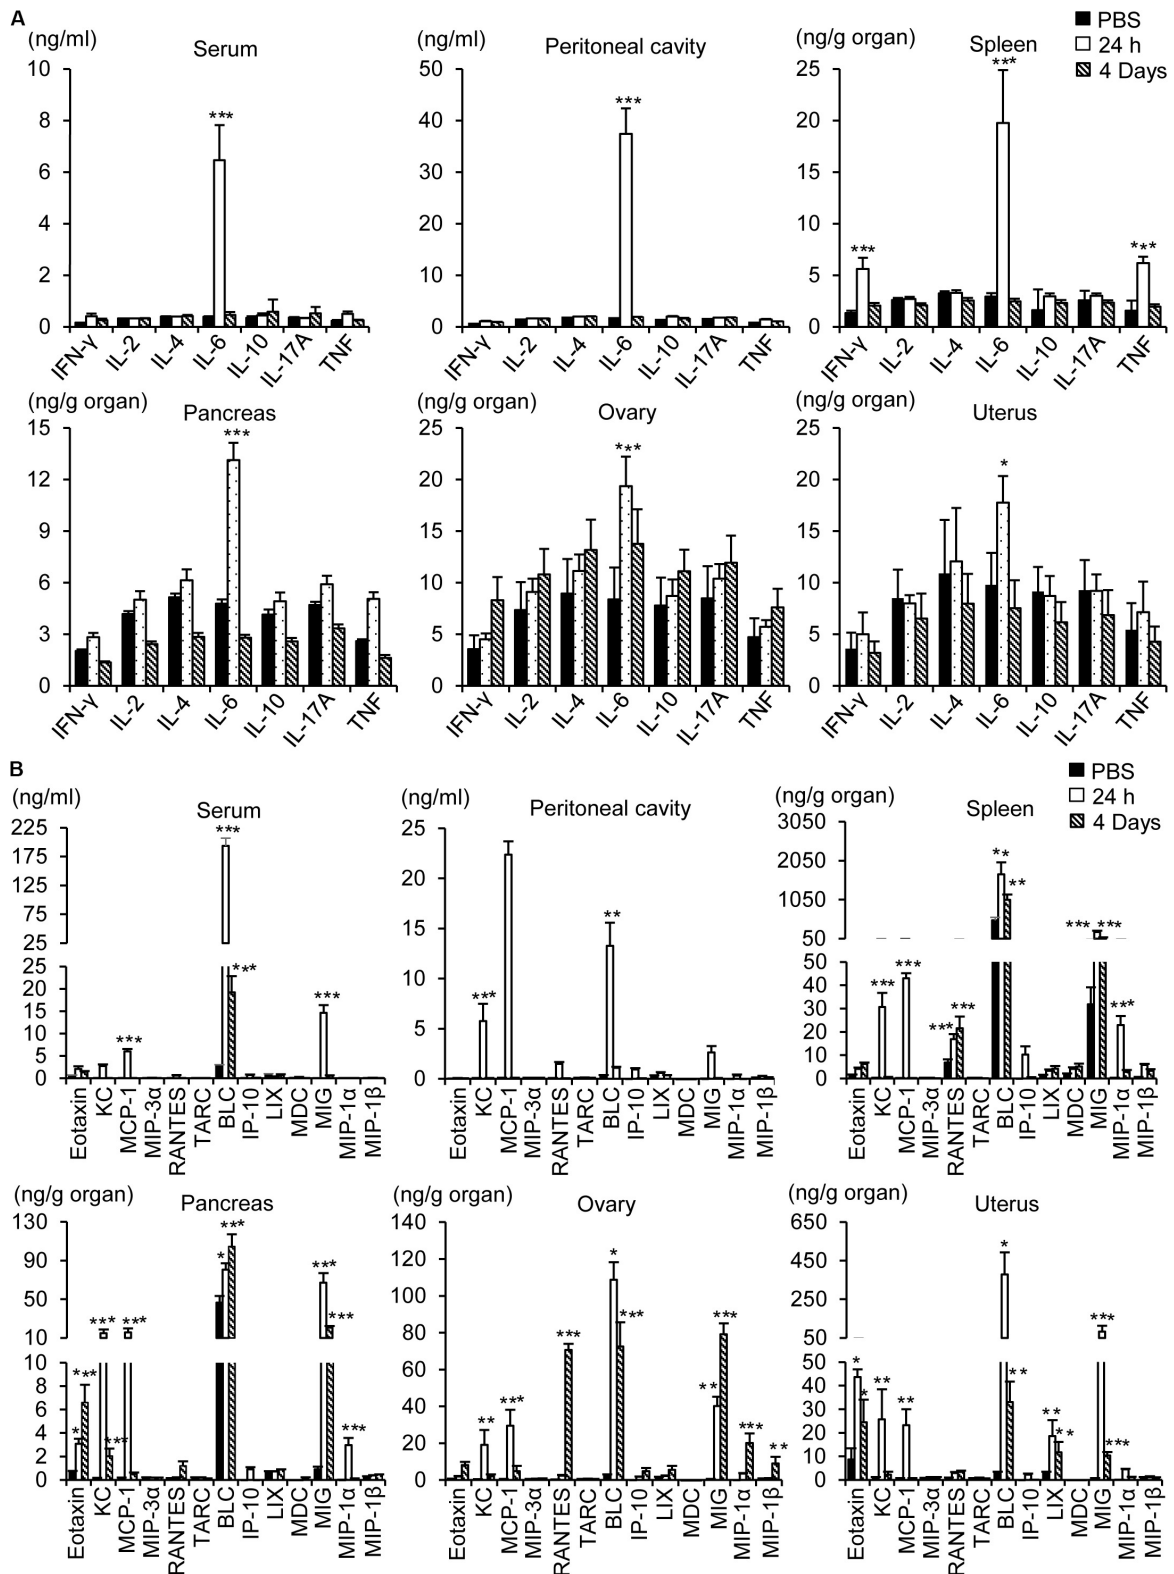 A
(ng/ml)
Serum
10
8
6
4
2
0
***
IFN-γ
IL-2
IL-4
IL-6
IL-10
IL-17A
TNF
(ng/ml)
Peritoneal cavity
50
40
30
20
10
0
***
IFN-γ
IL-2
IL-4
IL-6
IL-10
IL-17A
TNF
(ng/g organ)
Spleen
25
20
15
10
5
0
***
***
***
IFN-γ
IL-2
IL-4
IL-6
IL-10
IL-17A
TNF
PBS
24 h
4 Days
(ng/g organ)
Pancreas
15
12
9
6
3
0
***
IFN-γ
IL-2
IL-4
IL-6
IL-10
IL-17A
TNF
(ng/g organ)
Ovary
25
20
15
10
5
0
***
IFN-γ
IL-2
IL-4
IL-6
IL-10
IL-17A
TNF
(ng/g organ)
Uterus
25
20
15
10
5
0
*
IFN-γ
IL-2
IL-4
IL-6
IL-10
IL-17A
TNF
B
(ng/ml)
Serum
225
175
125
75
25
25
20
15
10
5
0
***
***
***
***
Eotaxin
KC
MCP-1
MIP-3α
RANTES
TARC
BLC
IP-10
LIX
MDC
MIG
MIP-1α
MIP-1β
(ng/ml)
Peritoneal cavity
25
20
15
10
5
0
***
**
Eotaxin
KC
MCP-1
MIP-3α
RANTES
TARC
BLC
IP-10
LIX
MDC
MIG
MIP-1α
MIP-1β
(ng/g organ)
Spleen
3050
2050
1050
50
50
40
30
20
10
0
***
***
***
***
**
**
***
***
***
Eotaxin
KC
MCP-1
MIP-3α
RANTES
TARC
BLC
IP-10
LIX
MDC
MIG
MIP-1α
MIP-1β
PBS
24 h
4 Days
(ng/g organ)
Pancreas
130
90
50
10
10
8
6
4
2
0
*
***
***
***
***
*
***
***
***
***
Eotaxin
KC
MCP-1
MIP-3α
RANTES
TARC
BLC
IP-10
LIX
MDC
MIG
MIP-1α
MIP-1β
(ng/g organ)
Ovary
140
120
100
80
60
40
20
0
**
***
***
*
***
**
***
***
**
Eotaxin
KC
MCP-1
MIP-3α
RANTES
TARC
BLC
IP-10
LIX
MDC
MIG
MIP-1α
MIP-1β
(ng/g organ)
Uterus
650
450
250
50
50
40
30
20
10
0
*
*
**
**
*
**
**
**
***
***
Eotaxin
KC
MCP-1
MIP-3α
RANTES
TARC
BLC
IP-10
LIX
MDC
MIG
MIP-1α
MIP-1β